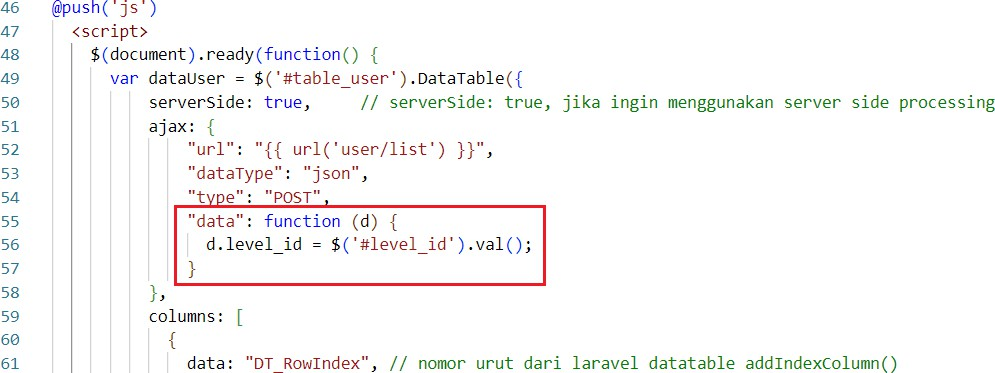 46 @push('js')
47 <script>
48 $(document).ready(function() {
49 var dataUser = $('#table_user').DataTable({
50 serverSide: true, // serverSide: true, jika ingin menggunakan server side processing
51 ajax: {
52 "url": "{{ url('user/list') }}",
53 "dataType": "json",
54 "type": "POST",
55 "data": function (d) {
56 d.level_id = $('#level_id').val();
57 }
58 },
59 columns: [
60 {
61 data: "DT_RowIndex", // nomor urut dari laravel datatable addIndexColumn()